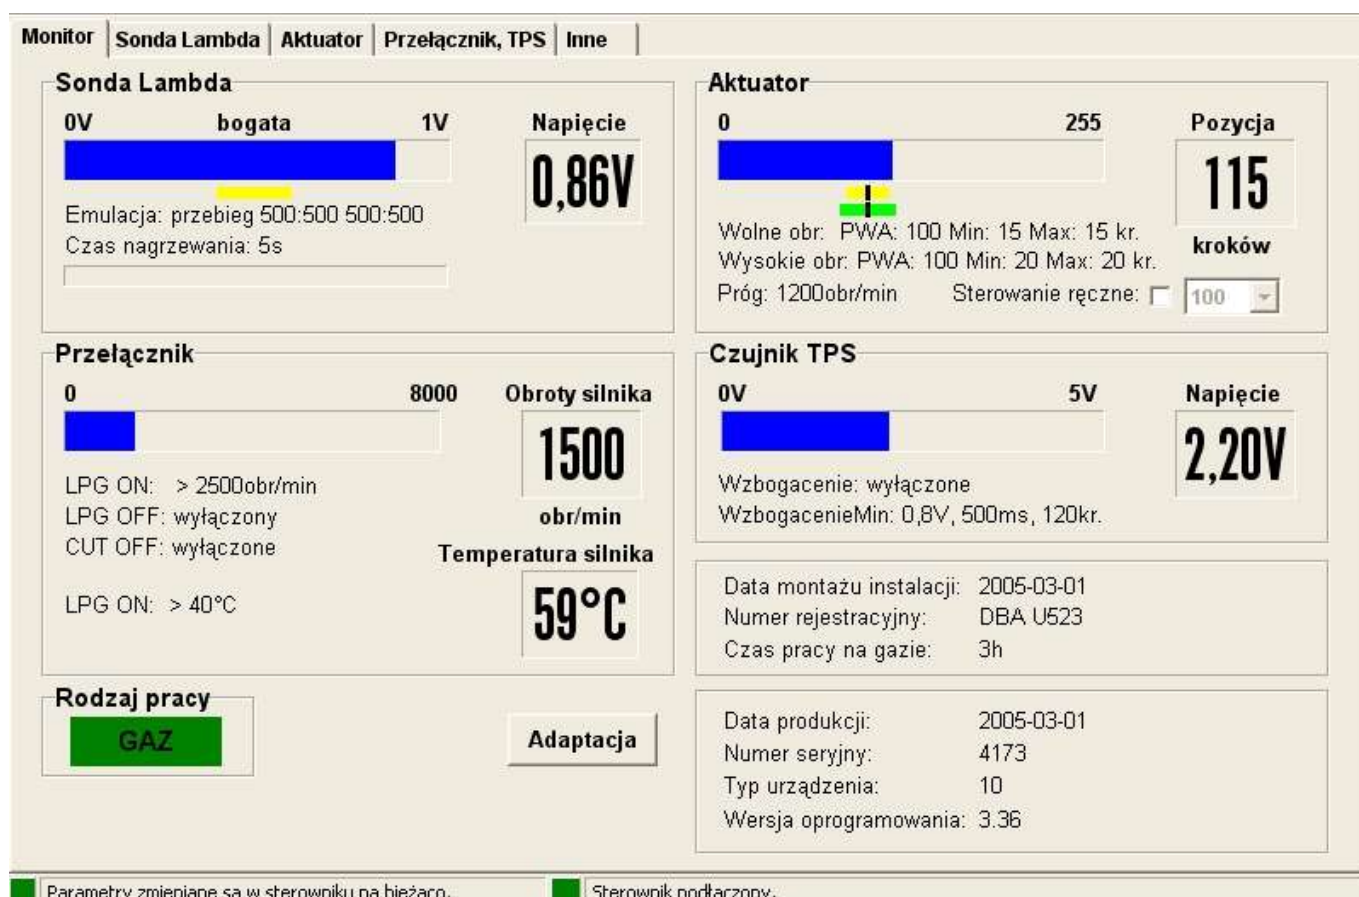 Monitor Sonda Lambda Aktuator Przełącznik, TPS Inne
Sonda Lambda
0V bogata 1V Napięcie
0,86V
Emulacja: przebieg 500:500 500:500
Czas nagrzewania: 5s
Aktuator
0 255 Pozycja
115
kroków
Wolne obr: PWA: 100 Min: 15 Max: 15 kr.
Wysokie obr: PWA: 100 Min: 20 Max: 20 kr.
Próg: 1200obr/min Sterowanie ręczne: 100
Przełącznik
0 8000 Obroty silnika
1500
obr/min
LPG ON: > 2500obr/min
LPG OFF: wyłączony
CUT OFF: wyłączone
Temperatura silnika
59°C
LPG ON: > 40°C
Czujnik TPS
0V 5V Napięcie
2,20V
Wzbogacenie: wyłączone
WzbogacenieMin: 0,8V, 500ms, 120kr.
Data montażu instalacji: 2005-03-01
Numer rejestracyjny: DBA U523
Czas pracy na gazie: 3h
Rodzaj pracy
GAZ
Adaptacja
Data produkcji: 2005-03-01
Numer seryjny: 4173
Typ urządzenia: 10
Wersja oprogramowania: 3.36
Parametry zmieniane są w sterowniku na bieżąco. Sterownik podłączony.